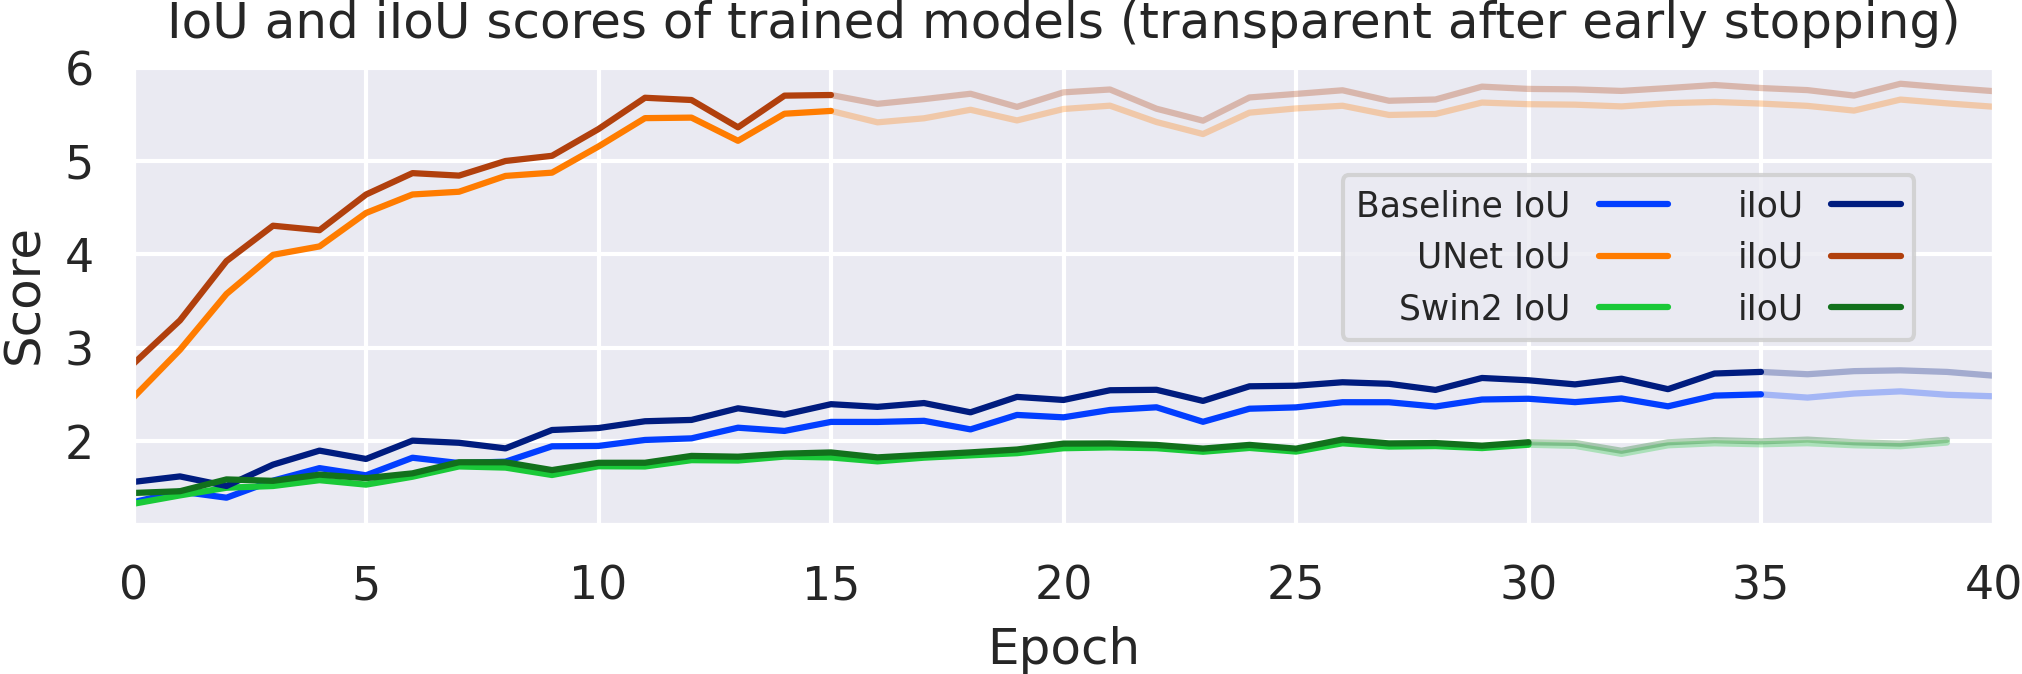 IoU and iIoU scores of trained models (transparent after early stopping)
6
5
4
3
2
Score
Baseline IoU iIoU
UNet IoU iIoU
Swin2 IoU iIoU
0 5 10 15 20 25 30 35 40
Epoch